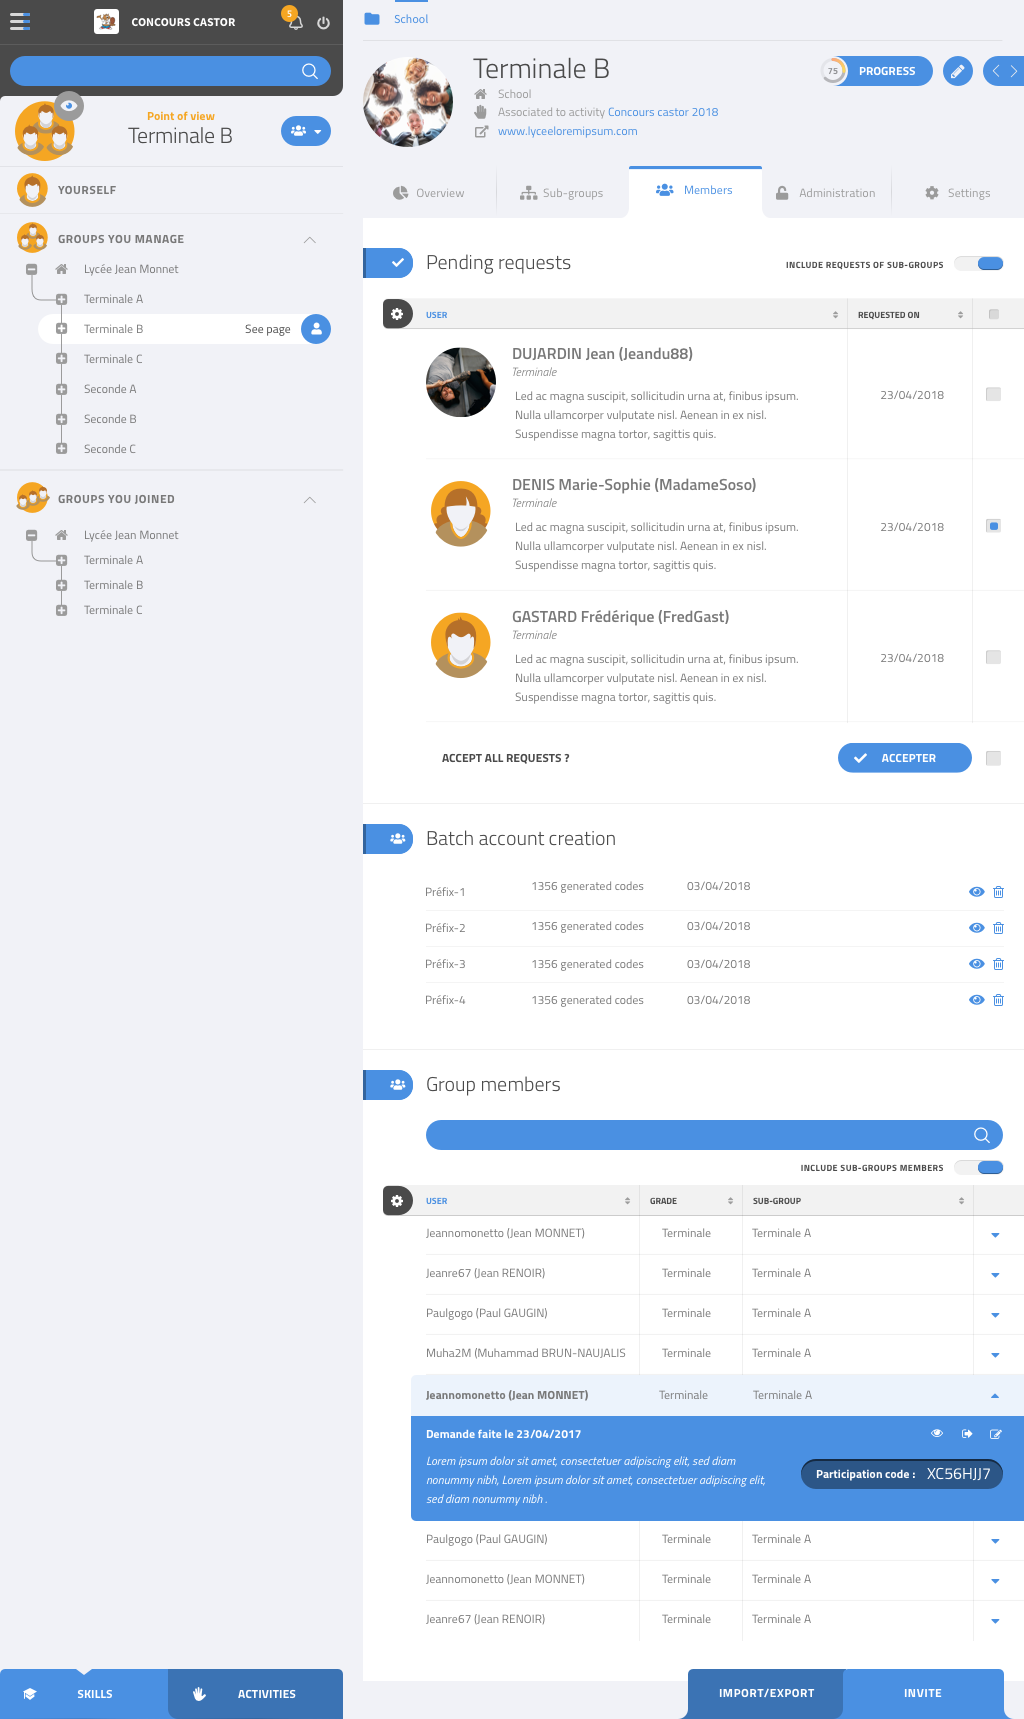 CONCOURS CASTOR
5
Point of view
Terminale B
YOURSELF
GROUPS YOU MANAGE
Lycée Jean Monnet
Terminale A
Terminale B
See page
Terminale C
Seconde A
Seconde B
Seconde C
GROUPS YOU JOINED
Lycée Jean Monnet
Terminale A
Terminale B
Terminale C
SKILLS
ACTIVITIES
School
Terminale B
School
Associated to activity Concours castor 2018
www.lyceeloremipsum.com
75
PROGRESS
Overview
Sub-groups
Members
Administration
Settings
Pending requests
INCLUDE REQUESTS OF SUB-GROUPS
USER
REQUESTED ON
DUJARDIN Jean (Jeandu88)
Terminale
Led ac magna suscipit, sollicitudin urna at, finibus ipsum.
Nulla ullamcorper vulputate nisl. Aenean in ex nisl.
Suspendisse magna tortor, sagittis quis.
23/04/2018
DENIS Marie-Sophie (MadameSoso)
Terminale
Led ac magna suscipit, sollicitudin urna at, finibus ipsum.
Nulla ullamcorper vulputate nisl. Aenean in ex nisl.
Suspendisse magna tortor, sagittis quis.
23/04/2018
GASTARD Frédérique (FredGast)
Terminale
Led ac magna suscipit, sollicitudin urna at, finibus ipsum.
Nulla ullamcorper vulputate nisl. Aenean in ex nisl.
Suspendisse magna tortor, sagittis quis.
23/04/2018
ACCEPT ALL REQUESTS ?
ACCEPTER
Batch account creation
Préfix-1 1356 generated codes 03/04/2018
Préfix-2 1356 generated codes 03/04/2018
Préfix-3 1356 generated codes 03/04/2018
Préfix-4 1356 generated codes 03/04/2018
Group members
INCLUDE SUB-GROUPS MEMBERS
USER GRADE SUB-GROUP
Jeannomonetto (Jean MONNET) Terminale Terminale A
Jeanre67 (Jean RENOIR) Terminale Terminale A
Paulgogo (Paul GAUGIN) Terminale Terminale A
Muha2M (Muhammad BRUN-NAUJALIS Terminale Terminale A
Jeannomonetto (Jean MONNET) Terminale Terminale A
Demande faite le 23/04/2017
Lorem ipsum dolor sit amet, consectetuer adipiscing elit, sed diam
nonummy nibh, Lorem ipsum dolor sit amet, consectetuer adipiscing elit,
sed diam nonummy nibh .
Participation code : XC56HJJ7
Paulgogo (Paul GAUGIN) Terminale Terminale A
Jeannomonetto (Jean MONNET) Terminale Terminale A
Jeanre67 (Jean RENOIR) Terminale Terminale A
IMPORT/EXPORT
INVITE